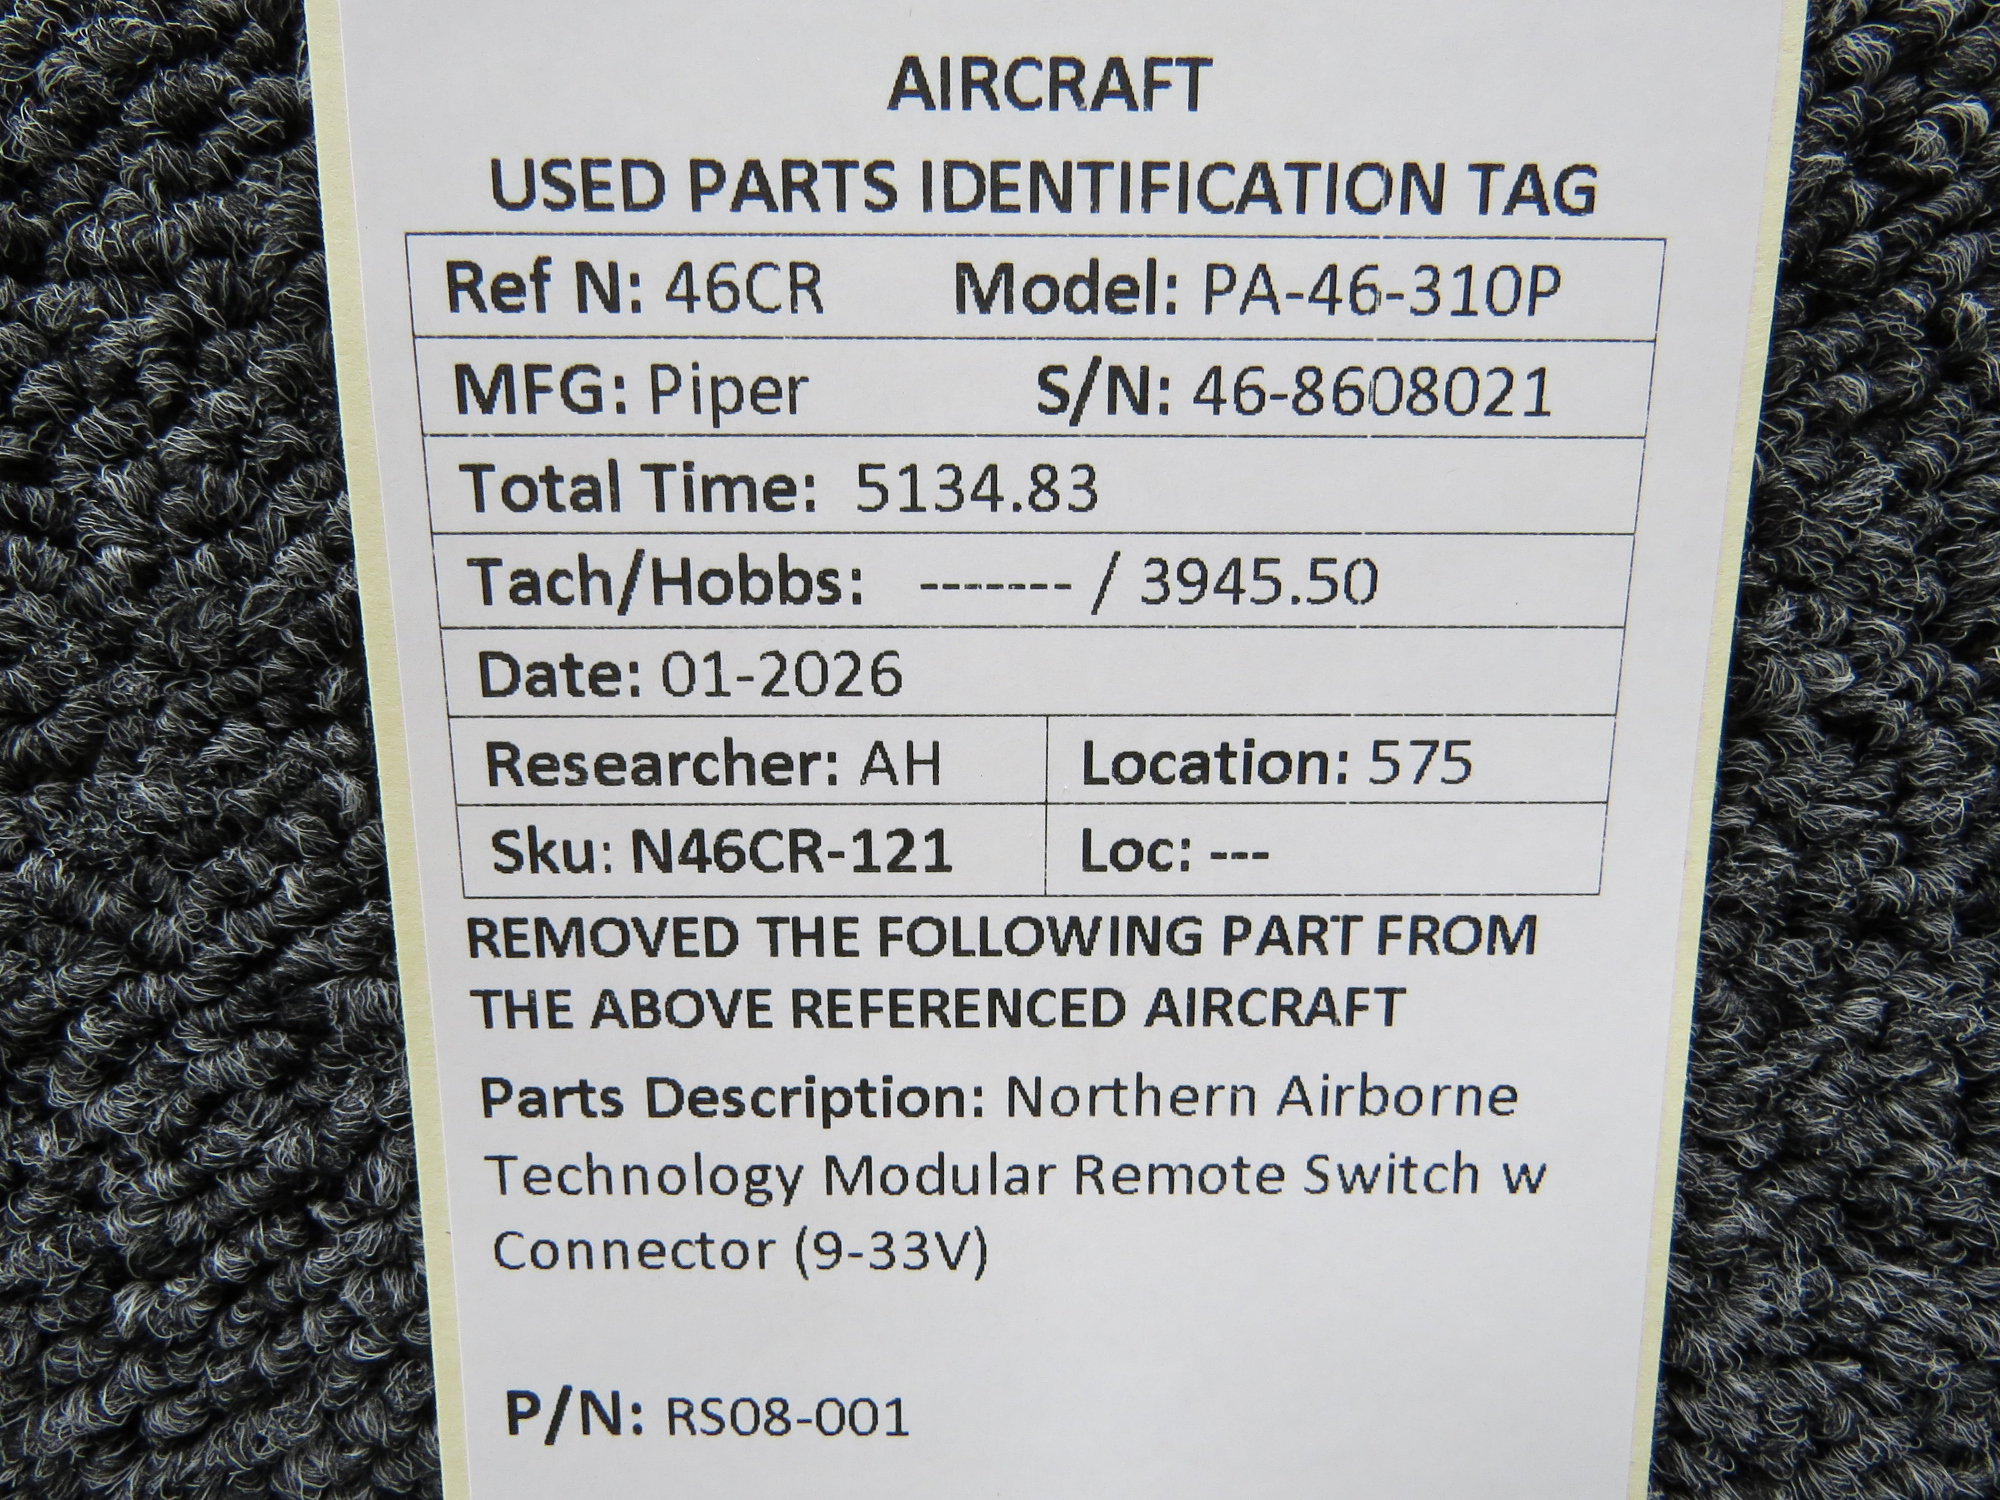 AIRCRAFT
USED PARTS IDENTIFICATION TAG
Ref N: 46CR Model: PA-46-310P
MFG: Piper S/N: 46-8608021
Total Time: 5134.83
Tach/Hobbs: ------- / 3945.50
Date: 01-2026
Researcher: AH Location: 575
Sku: N46CR-121 Loc: ---
REMOVED THE FOLLOWING PART FROM
THE ABOVE REFERENCED AIRCRAFT
Parts Description: Northern Airborne
Technology Modular Remote Switch w
Connector (9-33V)
P/N: RS08-001